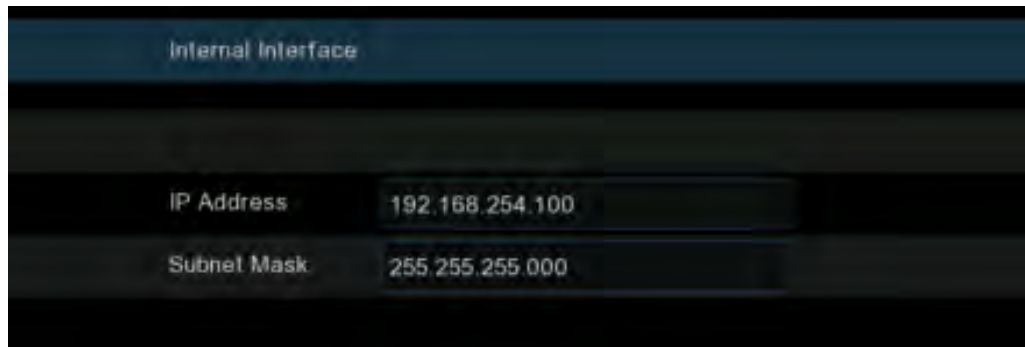 Internal Interface
IP Address 192.168.254.100
Subnet Mask 255.255.255.000